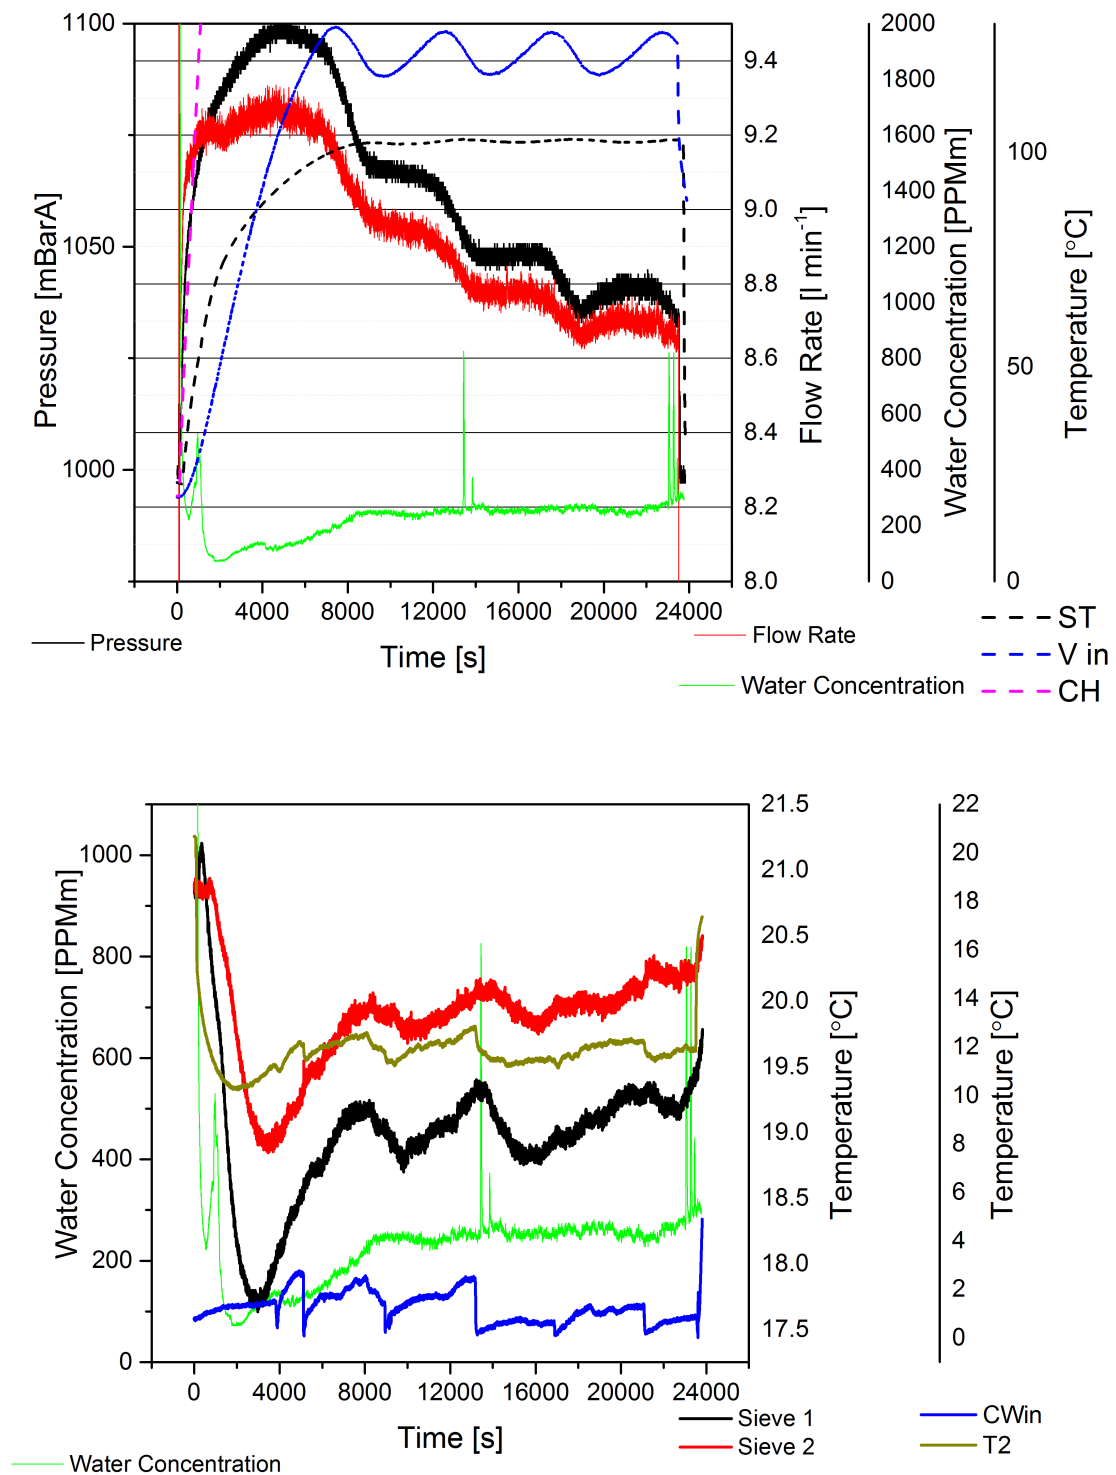 1100
1050
1000
Pressure [mBarA]
9.4
9.2
9.0
8.8
8.6
8.4
8.2
8.0
Flow Rate [l min-1]
2000
1800
1600
1400
1200
1000
800
600
400
200
0
Water Concentration [PPMm]
100
50
0
Temperature [°C]
0 4000 8000 12000 16000 20000 24000
Time [s]
Pressure
Flow Rate
Water Concentration
ST
V in
CH
1000
800
600
400
200
0
Water Concentration [PPMm]
21.5
21.0
20.5
20.0
19.5
19.0
18.5
18.0
17.5
Temperature [°C]
22
20
18
16
14
12
10
8
6
4
2
0
Temperature [°C]
0 4000 8000 12000 16000 20000 24000
Time [s]
Sieve 1
Sieve 2
CWin
T2
Water Concentration